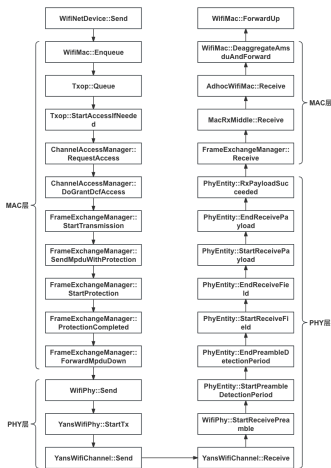 WifiNetDevice::Send
WifiMac::Enqueue
Txop::Queue
Txop::StartAccessIfNeede
d
ChannelAccessManager::
RequestAccess
ChannelAccessManager::
DoGrantDcfAccess
FrameExchangeManager::
StartTransmission
FrameExchangeManager::
SendMpduWithProtection
FrameExchangeManager::
StartProtection
FrameExchangeManager::
ProtectionCompleted
FrameExchangeManager::
ForwardMpduDown
WifiPhy::Send
YansWifiPhy::StartTx
YansWifiChannel::Send
MAC层
PHY层
WifiMac::ForwardUp
WifiMac::DeaggregateAms
duAndForward
AdhocWifiMac::Receive
MacRxMiddle::Receive
FrameExchangeManager::
Receive
PhyEntity::RxPayloadSuc
ceeded
PhyEntity::EndReceivePa
yload
PhyEntity::StartReceivePa
yload
PhyEntity::EndReceiveFie
ld
PhyEntity::StartReceiveFi
eld
PhyEntity::EndPreambleDe
tectionPeriod
PhyEntity::StartPreamble
DetectionPeriod
WifiPhy::StartReceivePrea
mble
YansWifiChannel::Receive
MAC层
PHY层